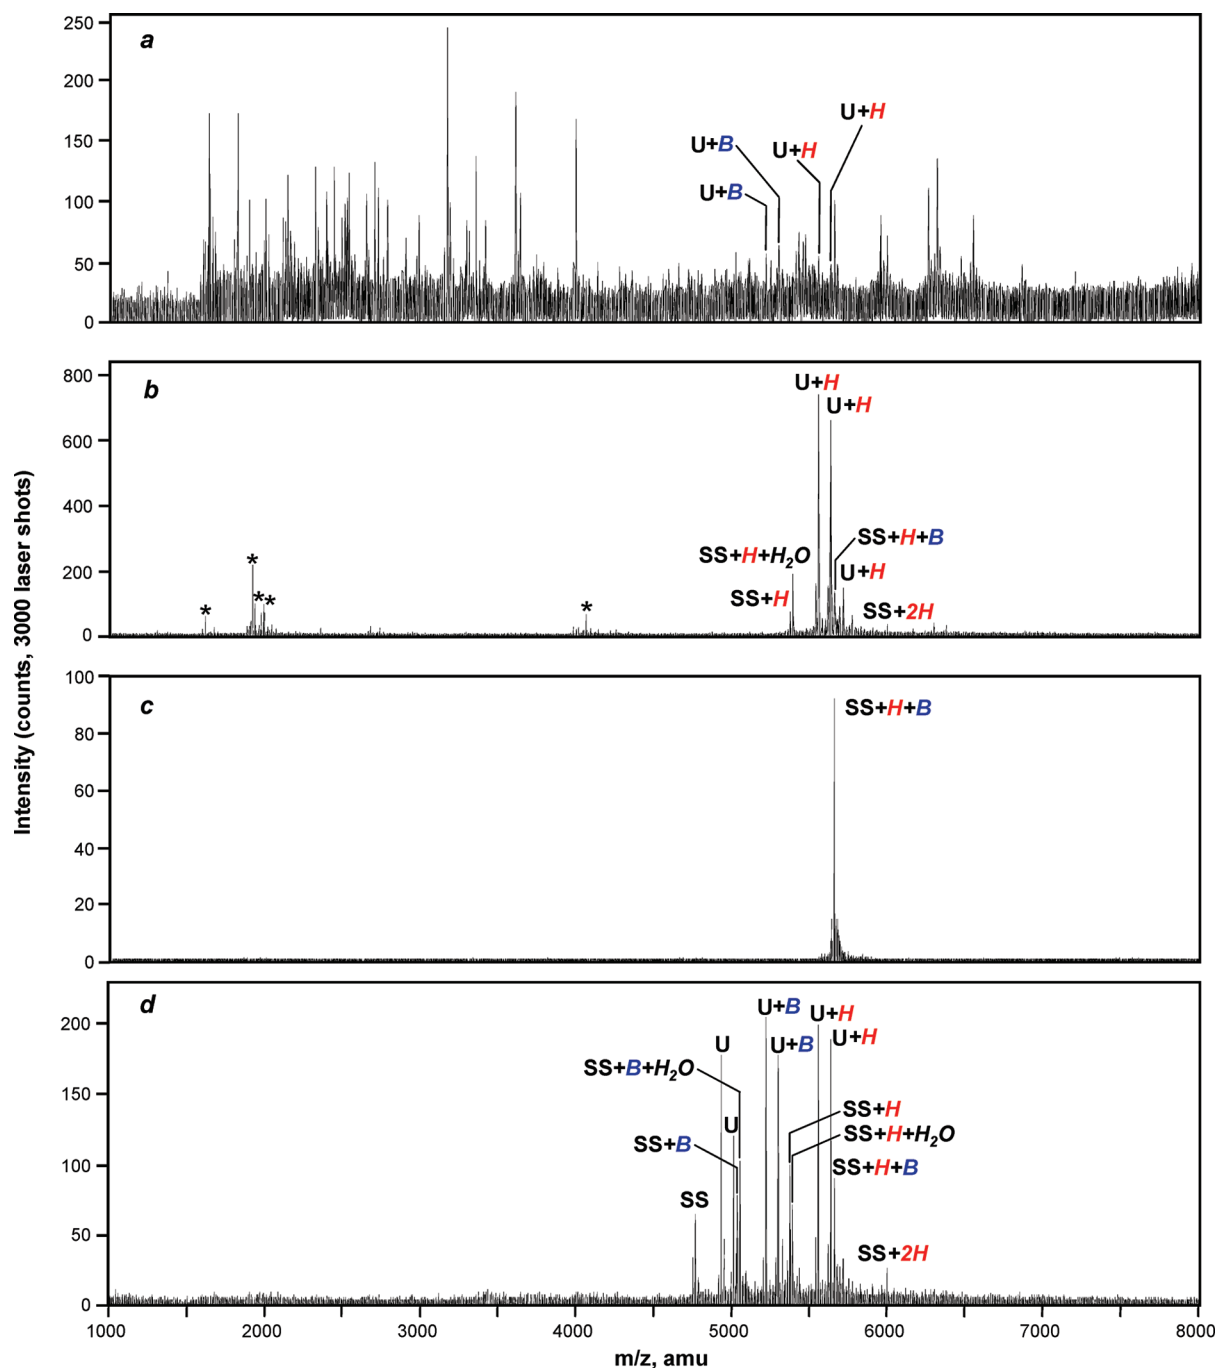 Intensity (counts, 3000 laser shots)
a
250
200
150
100
50
0
U+H
U+B
U+H
U+B
b
800
600
400
200
0
U+H
U+H
SS+H+B
SS+H+H2O
U+H
SS+H
SS+2H
*
*
*
*
*
c
100
80
60
40
20
0
SS+H+B
d
200
150
100
50
0
U+B
U+H
U+H
U
U+B
SS+B+H2O
SS+H
U
SS+H+H2O
SS+B
SS+H+B
SS
SS+2H
1000 2000 3000 4000 5000 6000 7000 8000
m/z, amu